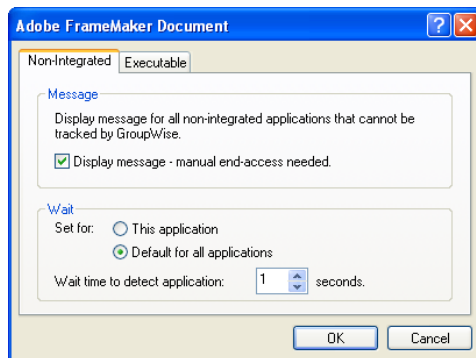 Adobe FrameMaker Document
Non-Integrated Executable
Message
Display message for all non-integrated applications that cannot be
tracked by GroupWise.
Display message - manual end-access needed.
Wait
Set for: This application
Default for all applications
Wait time to detect application: 1 seconds.
OK Cancel